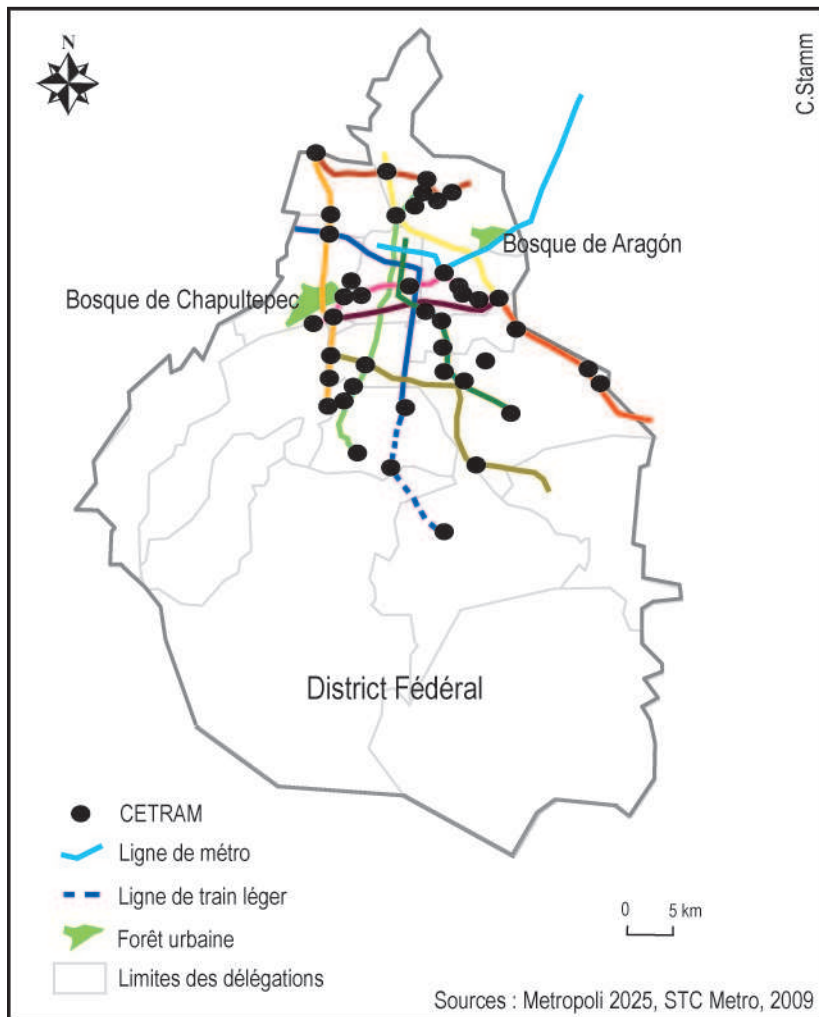 N
C.Stamm
Bosque de Aragón
Bosque de Chapultepec
District Fédéral
CETRAM
Ligne de métro
Ligne de train léger
Forêt urbaine
Limites des délégations
0 5 km
Sources : Metropoli 2025, STC Metro, 2009